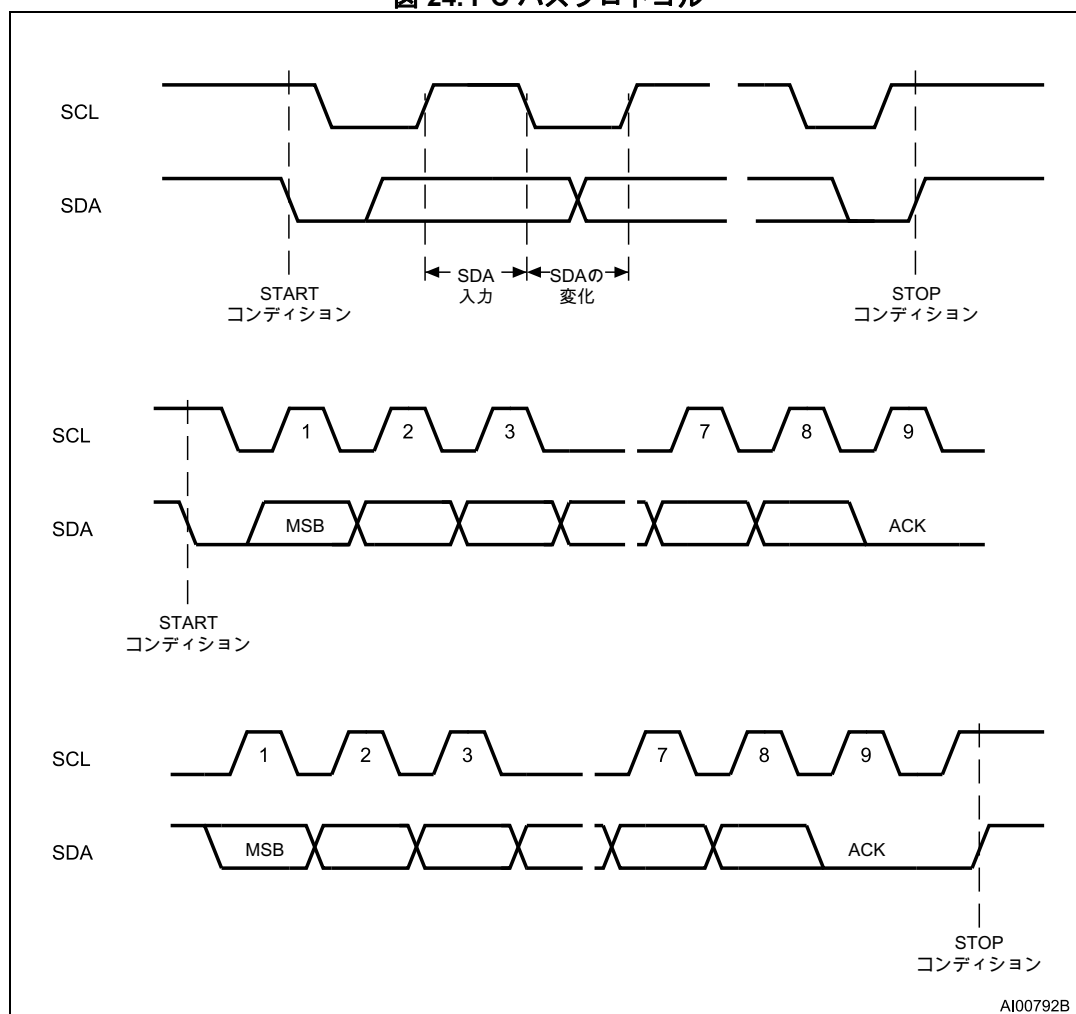 図 24. I²C バスプロトコル
SCL
SDA
START
コンディション
SDA
入力
SDAの
変化
STOP
コンディション
SCL
1 2 3 7 8 9
SDA
MSB ACK
START
コンディション
SCL
1 2 3 7 8 9
SDA
MSB ACK
STOP
コンディション
AI00792B